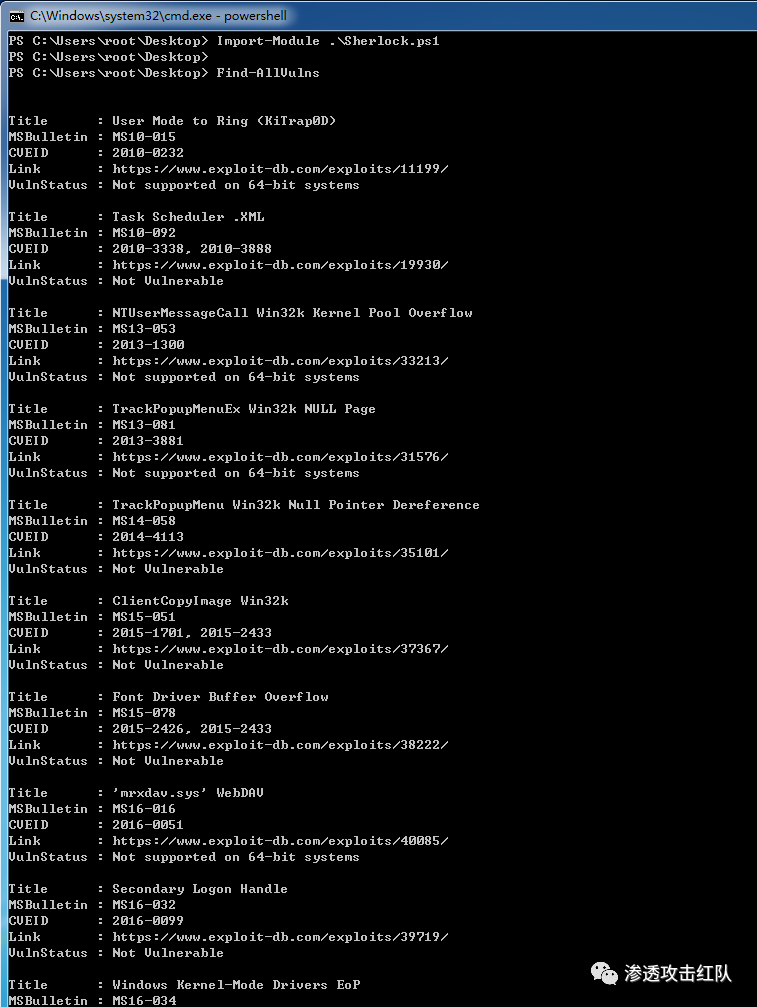 C:\Windows\system32\cmd.exe - powershell
PS C:\Users\root\Desktop> Import-Module .\Sherlock.ps1
PS C:\Users\root\Desktop>
PS C:\Users\root\Desktop> Find-AllVulns
Title      : User Mode to Ring (KiTrap0D)
MSBulletin : MS10-015
CVEID      : 2010-0232
Link       : https://www.exploit-db.com/exploits/11199/
VulnStatus : Not supported on 64-bit systems
Title      : Task Scheduler .XML
MSBulletin : MS10-092
CVEID      : 2010-3338, 2010-3888
Link       : https://www.exploit-db.com/exploits/19930/
VulnStatus : Not Vulnerable
Title      : NTUserMessageCall Win32k Kernel Pool Overflow
MSBulletin : MS13-053
CVEID      : 2013-1300
Link       : https://www.exploit-db.com/exploits/33213/
VulnStatus : Not supported on 64-bit systems
Title      : TrackPopupMenuEx Win32k NULL Page
MSBulletin : MS13-081
CVEID      : 2013-3881
Link       : https://www.exploit-db.com/exploits/31576/
VulnStatus : Not supported on 64-bit systems
Title      : TrackPopupMenu Win32k Null Pointer Dereference
MSBulletin : MS14-058
CVEID      : 2014-4113
Link       : https://www.exploit-db.com/exploits/35101/
VulnStatus : Not Vulnerable
Title      : ClientCopyImage Win32k
MSBulletin : MS15-051
CVEID      : 2015-1701, 2015-2433
Link       : https://www.exploit-db.com/exploits/37367/
VulnStatus : Not Vulnerable
Title      : Font Driver Buffer Overflow
MSBulletin : MS15-078
CVEID      : 2015-2426, 2015-2433
Link       : https://www.exploit-db.com/exploits/38222/
VulnStatus : Not Vulnerable
Title      : 'mrxdav.sys' WebDAV
MSBulletin : MS16-016
CVEID      : 2016-0051
Link       : https://www.exploit-db.com/exploits/40085/
VulnStatus : Not supported on 64-bit systems
Title      : Secondary Logon Handle
MSBulletin : MS16-032
CVEID      : 2016-0099
Link       : https://www.exploit-db.com/exploits/39719/
VulnStatus : Not Vulnerable
Title      : Windows Kernel-Mode Drivers EoP
MSBulletin : MS16-034
渗透攻击红队